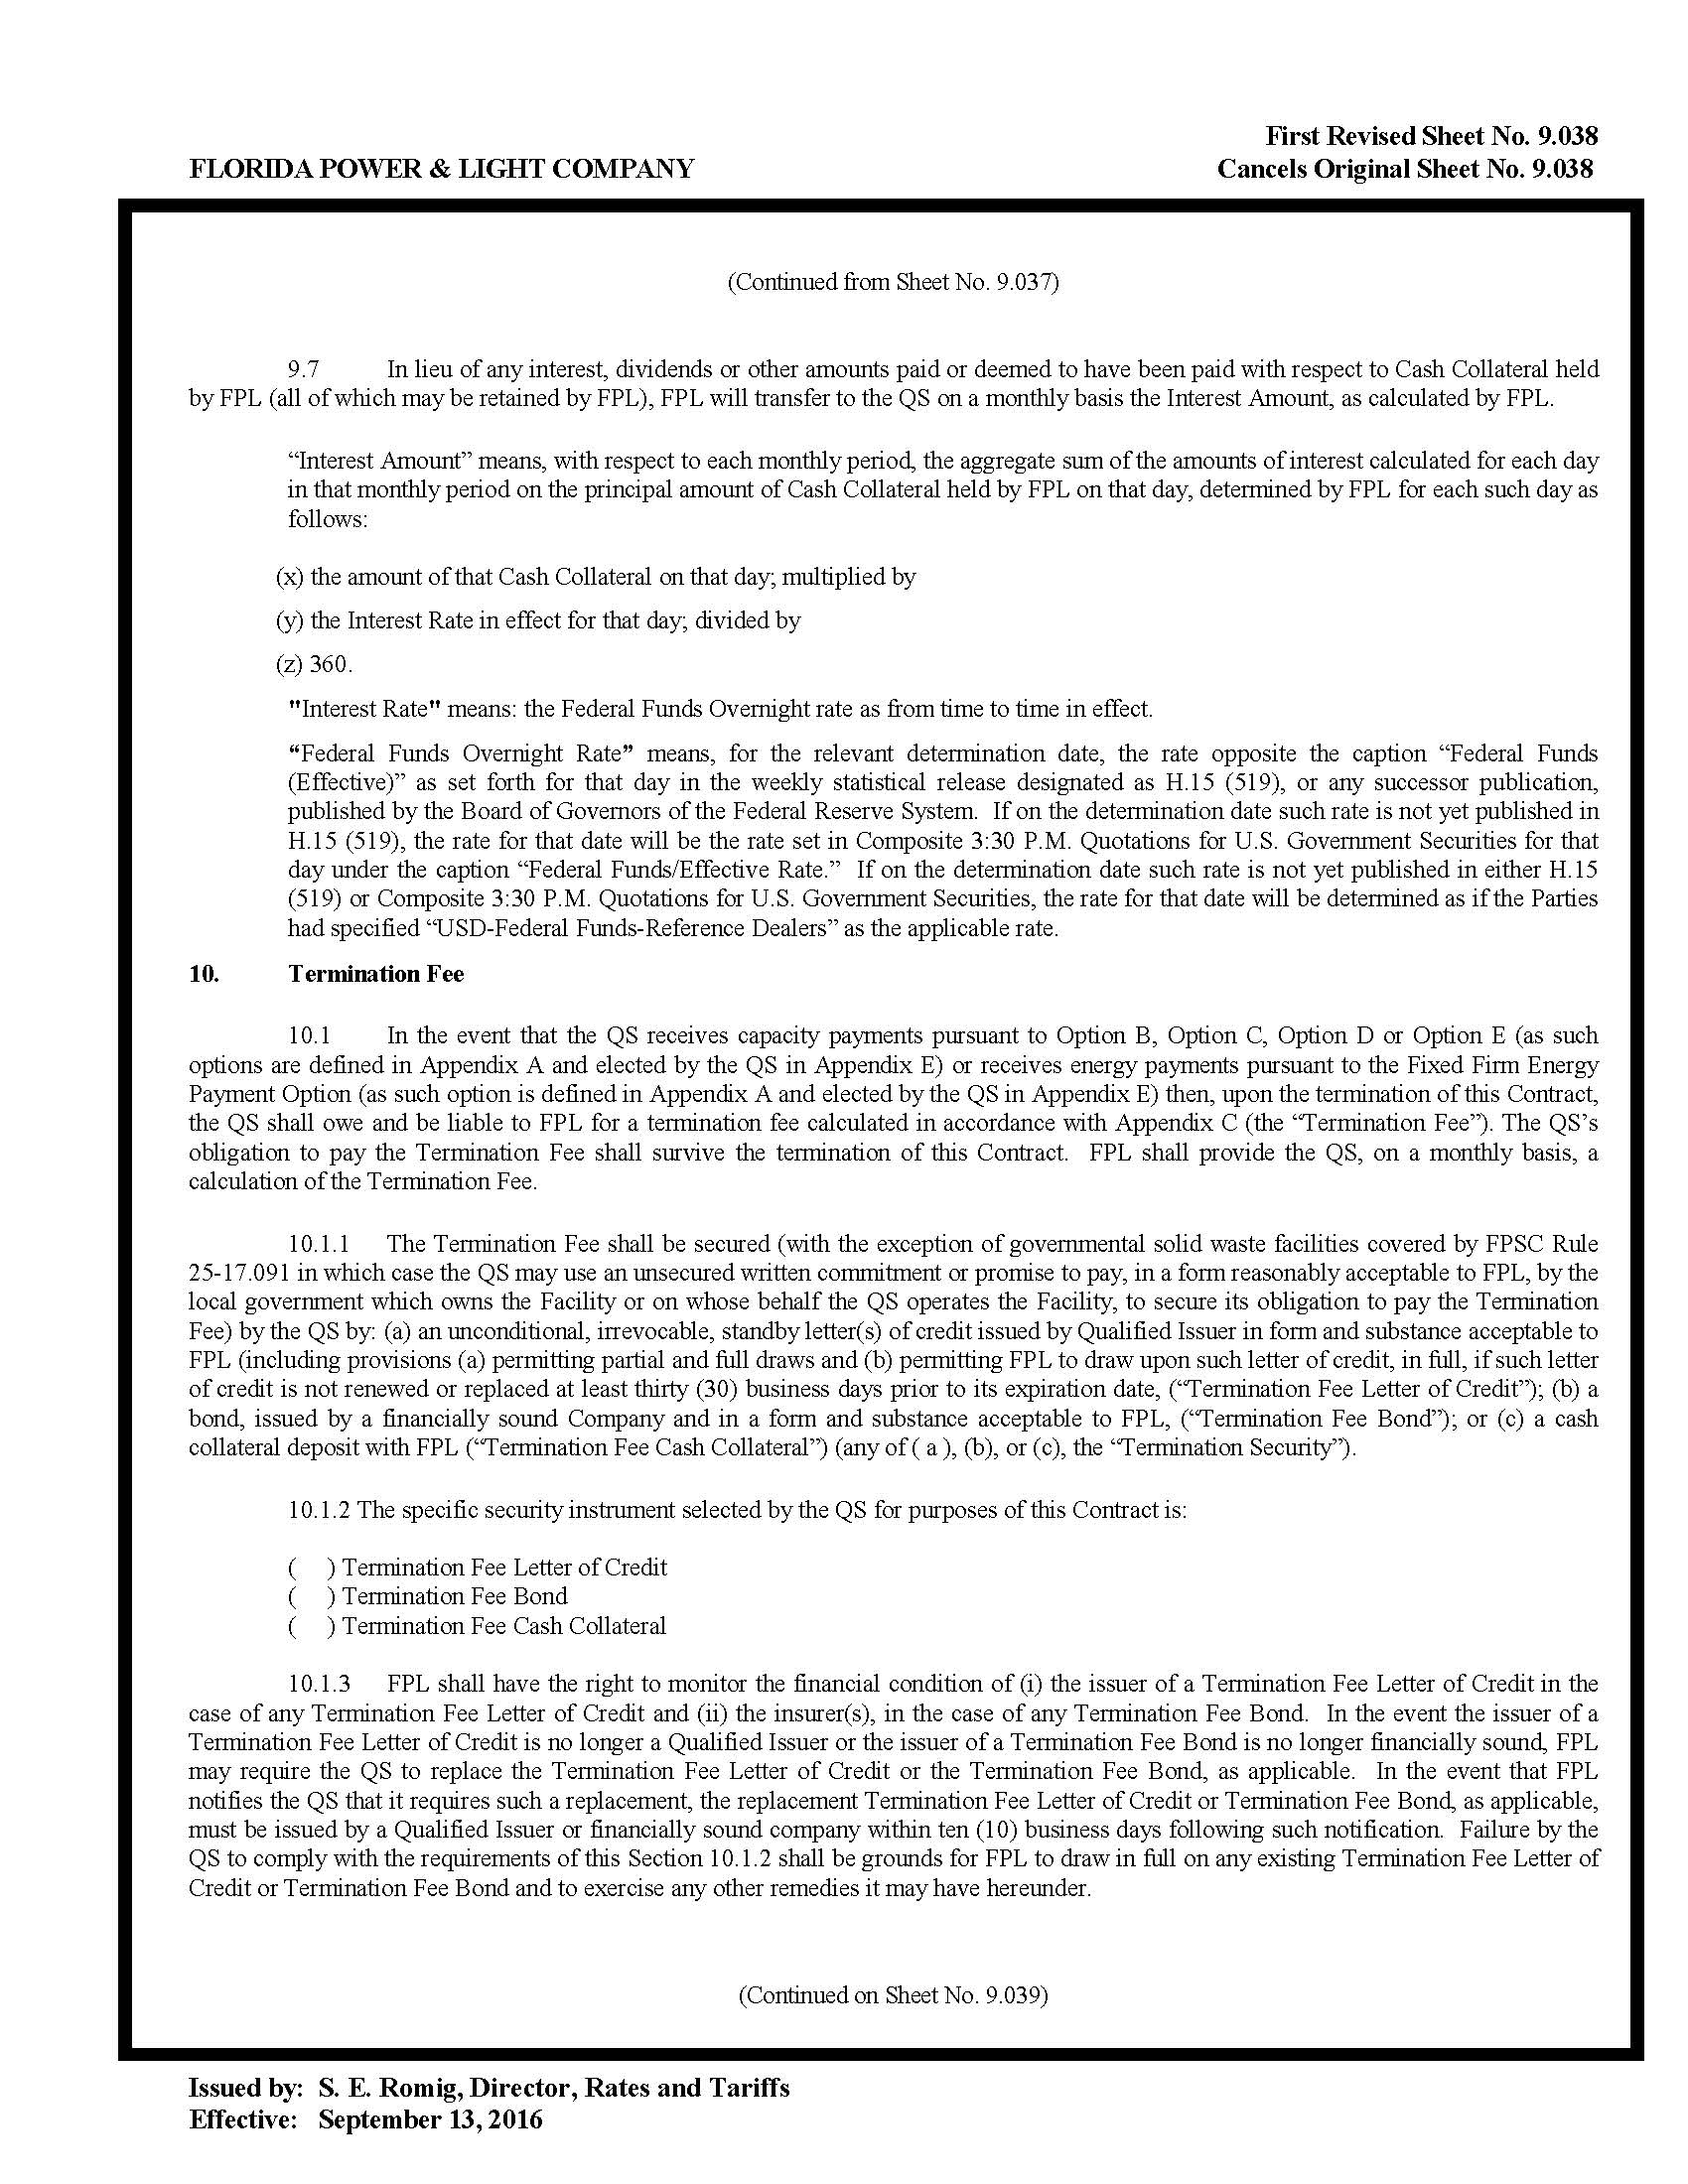 First Revised Sheet No. 9.038
FLORIDA POWER & LIGHT COMPANY Cancels Original Sheet No. 9.038
(Continued from Sheet No. 9.037)
9.7 In lieu of any interest, dividends or other amounts paid or deemed to have been paid with respect to Cash Collateral held
by FPL (all of which may be retained by FPL), FPL will transfer to the QS on a monthly basis the Interest Amount, as calculated by FPL.
“Interest Amount” means, with respect to each monthly period, the aggregate sum of the amounts of interest calculated for each day
in that monthly period on the principal amount of Cash Collateral held by FPL on that day, determined by FPL for each such day as
follows:
(x) the amount of that Cash Collateral on that day; multiplied by
(y) the Interest Rate in effect for that day; divided by
(z) 360.
"Interest Rate" means: the Federal Funds Overnight rate as from time to time in effect.
“Federal Funds Overnight Rate” means, for the relevant determination date, the rate opposite the caption “Federal Funds
(Effective)” as set forth for that day in the weekly statistical release designated as H.15 (519), or any successor publication,
published by the Board of Governors of the Federal Reserve System. If on the determination date such rate is not yet published in
H.15 (519), the rate for that date will be the rate set in Composite 3:30 P.M. Quotations for U.S. Government Securities for that
day under the caption “Federal Funds/Effective Rate.” If on the determination date such rate is not yet published in either H.15
(519) or Composite 3:30 P.M. Quotations for U.S. Government Securities, the rate for that date will be determined as if the Parties
had specified “USD-Federal Funds-Reference Dealers” as the applicable rate.
10. Termination Fee
10.1 In the event that the QS receives capacity payments pursuant to Option B, Option C, Option D or Option E (as such
options are defined in Appendix A and elected by the QS in Appendix E) or receives energy payments pursuant to the Fixed Firm Energy
Payment Option (as such option is defined in Appendix A and elected by the QS in Appendix E) then, upon the termination of this Contract,
the QS shall owe and be liable to FPL for a termination fee calculated in accordance with Appendix C (the “Termination Fee”). The QS’s
obligation to pay the Termination Fee shall survive the termination of this Contract. FPL shall provide the QS, on a monthly basis, a
calculation of the Termination Fee.
10.1.1 The Termination Fee shall be secured (with the exception of governmental solid waste facilities covered by FPSC Rule
25-17.091 in which case the QS may use an unsecured written commitment or promise to pay, in a form reasonably acceptable to FPL, by the
local government which owns the Facility or on whose behalf the QS operates the Facility, to secure its obligation to pay the Termination
Fee) by the QS by: (a) an unconditional, irrevocable, standby letter(s) of credit issued by Qualified Issuer in form and substance acceptable to
FPL (including provisions (a) permitting partial and full draws and (b) permitting FPL to draw upon such letter of credit, in full, if such letter
of credit is not renewed or replaced at least thirty (30) business days prior to its expiration date, (“Termination Fee Letter of Credit”); (b) a
bond, issued by a financially sound Company and in a form and substance acceptable to FPL, (“Termination Fee Bond”); or (c) a cash
collateral deposit with FPL (“Termination Fee Cash Collateral”) (any of ( a ), (b), or (c), the “Termination Security”).
10.1.2 The specific security instrument selected by the QS for purposes of this Contract is:
( ) Termination Fee Letter of Credit
( ) Termination Fee Bond
( ) Termination Fee Cash Collateral
10.1.3 FPL shall have the right to monitor the financial condition of (i) the issuer of a Termination Fee Letter of Credit in the
case of any Termination Fee Letter of Credit and (ii) the insurer(s), in the case of any Termination Fee Bond. In the event the issuer of a
Termination Fee Letter of Credit is no longer a Qualified Issuer or the issuer of a Termination Fee Bond is no longer financially sound, FPL
may require the QS to replace the Termination Fee Letter of Credit or the Termination Fee Bond, as applicable. In the event that FPL
notifies the QS that it requires such a replacement, the replacement Termination Fee Letter of Credit or Termination Fee Bond, as applicable,
must be issued by a Qualified Issuer or financially sound company within ten (10) business days following such notification. Failure by the
QS to comply with the requirements of this Section 10.1.2 shall be grounds for FPL to draw in full on any existing Termination Fee Letter of
Credit or Termination Fee Bond and to exercise any other remedies it may have hereunder.
(Continued on Sheet No. 9.039)
Issued by: S. E. Romig, Director, Rates and Tariffs
Effective: September 13, 2016